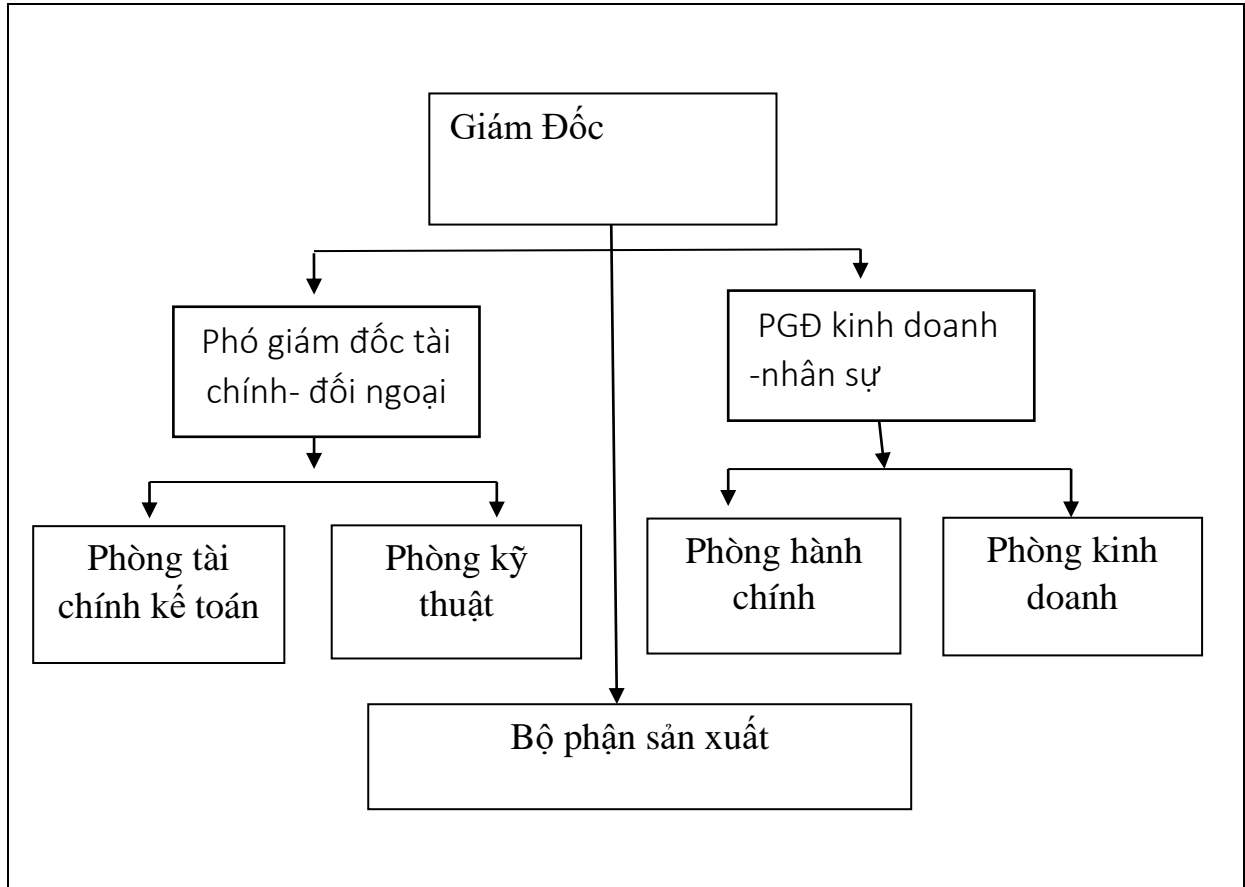 Giám Đốc
Phó giám đốc tài
chính- đối ngoại
PGĐ kinh doanh
-nhân sự
Phòng tài
chính kế toán
Phòng kỹ
thuật
Phòng hành
chính
Phòng kinh
doanh
Bộ phận sản xuất